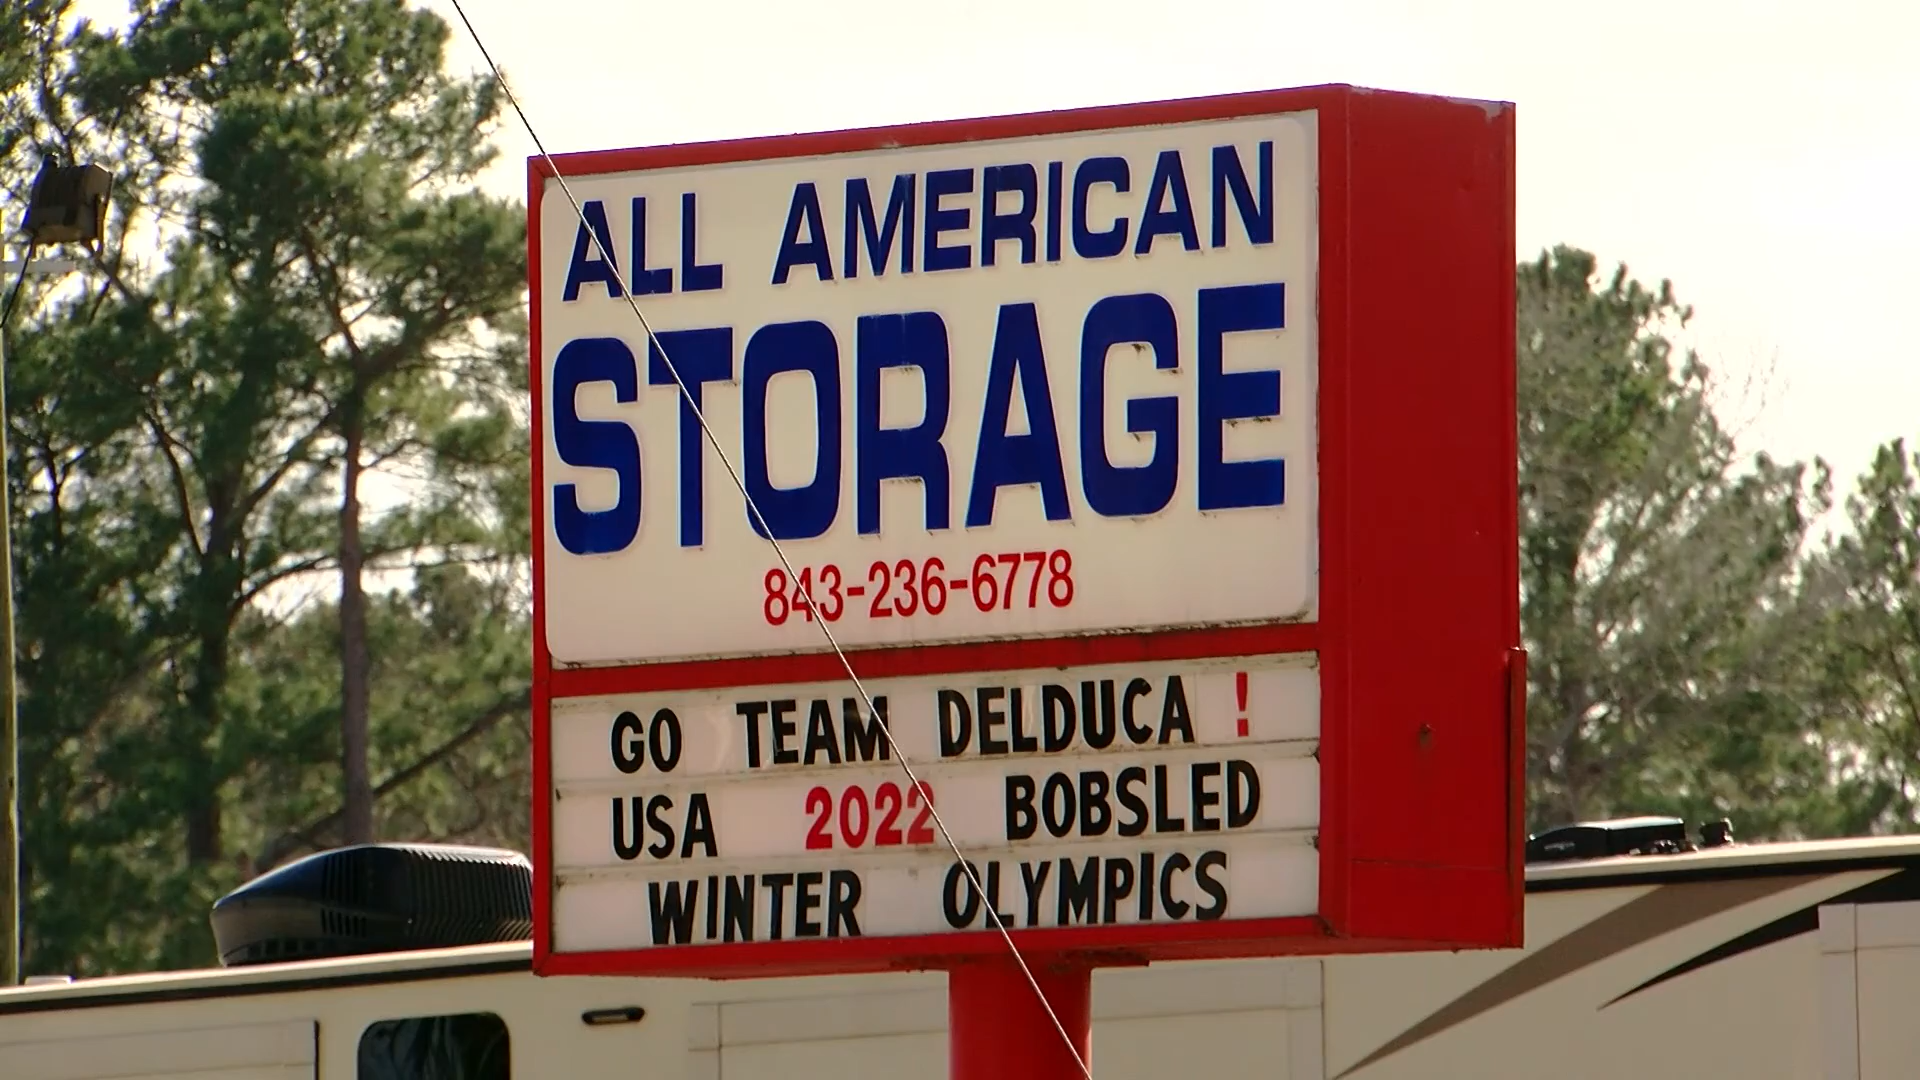 ALL AMERICAN
STORAGE
843-236-6778
GO TEAM DELDUCA !
USA 2022 BOBSLED
WINTER OLYMPICS